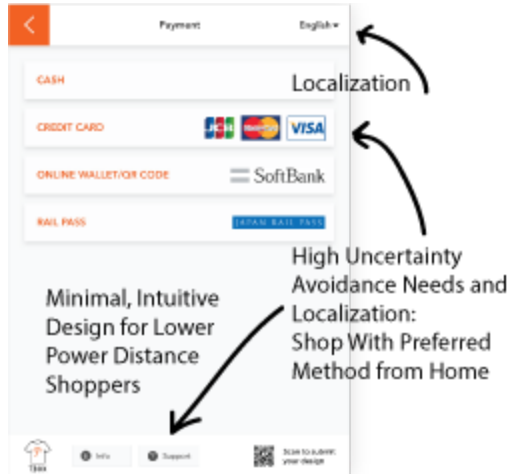 Payment
English
Localization
CASH
CREDIT CARD
JCB
MasterCard
VISA
ONLINE WALLET/QR CODE
SoftBank
RAIL PASS
JAPAN RAIL PASS
High Uncertainty
Avoidance Needs and
Localization:
Shop With Preferred
Method from Home
Minimal, Intuitive
Design for Lower
Power Distance
Shoppers
Info
Support
Scan to submit
your design